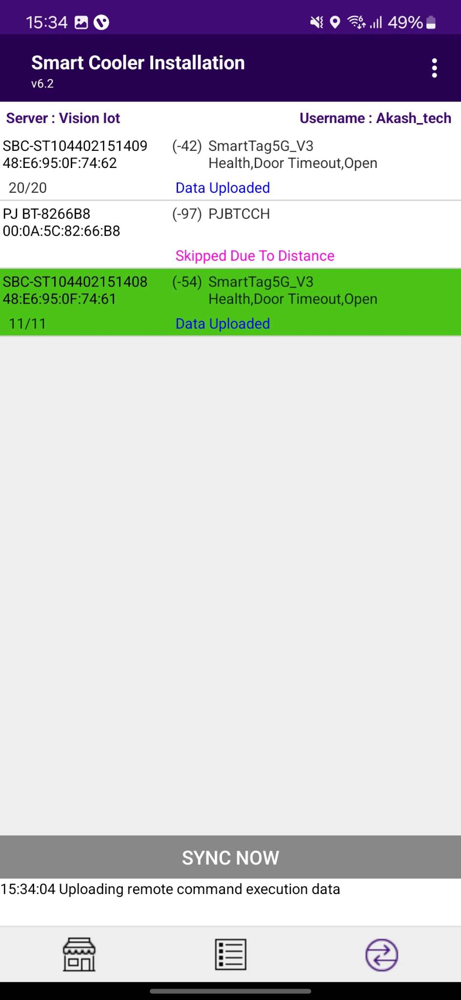 15:34 49%
Smart Cooler Installation
v6.2
Server : Vision Iot Username : Akash_tech
SBC-ST104402151409 (-42) SmartTag5G_V3
48:E6:95:0F:74:62 Health,Door Timeout,Open
20/20 Data Uploaded
PJ BT-8266B8 (-97) PJBTCCH
00:0A:5C:82:66:B8
Skipped Due To Distance
SBC-ST104402151408 (-54) SmartTag5G_V3
48:E6:95:0F:74:61 Health,Door Timeout,Open
11/11 Data Uploaded
SYNC NOW
15:34:04 Uploading remote command execution data